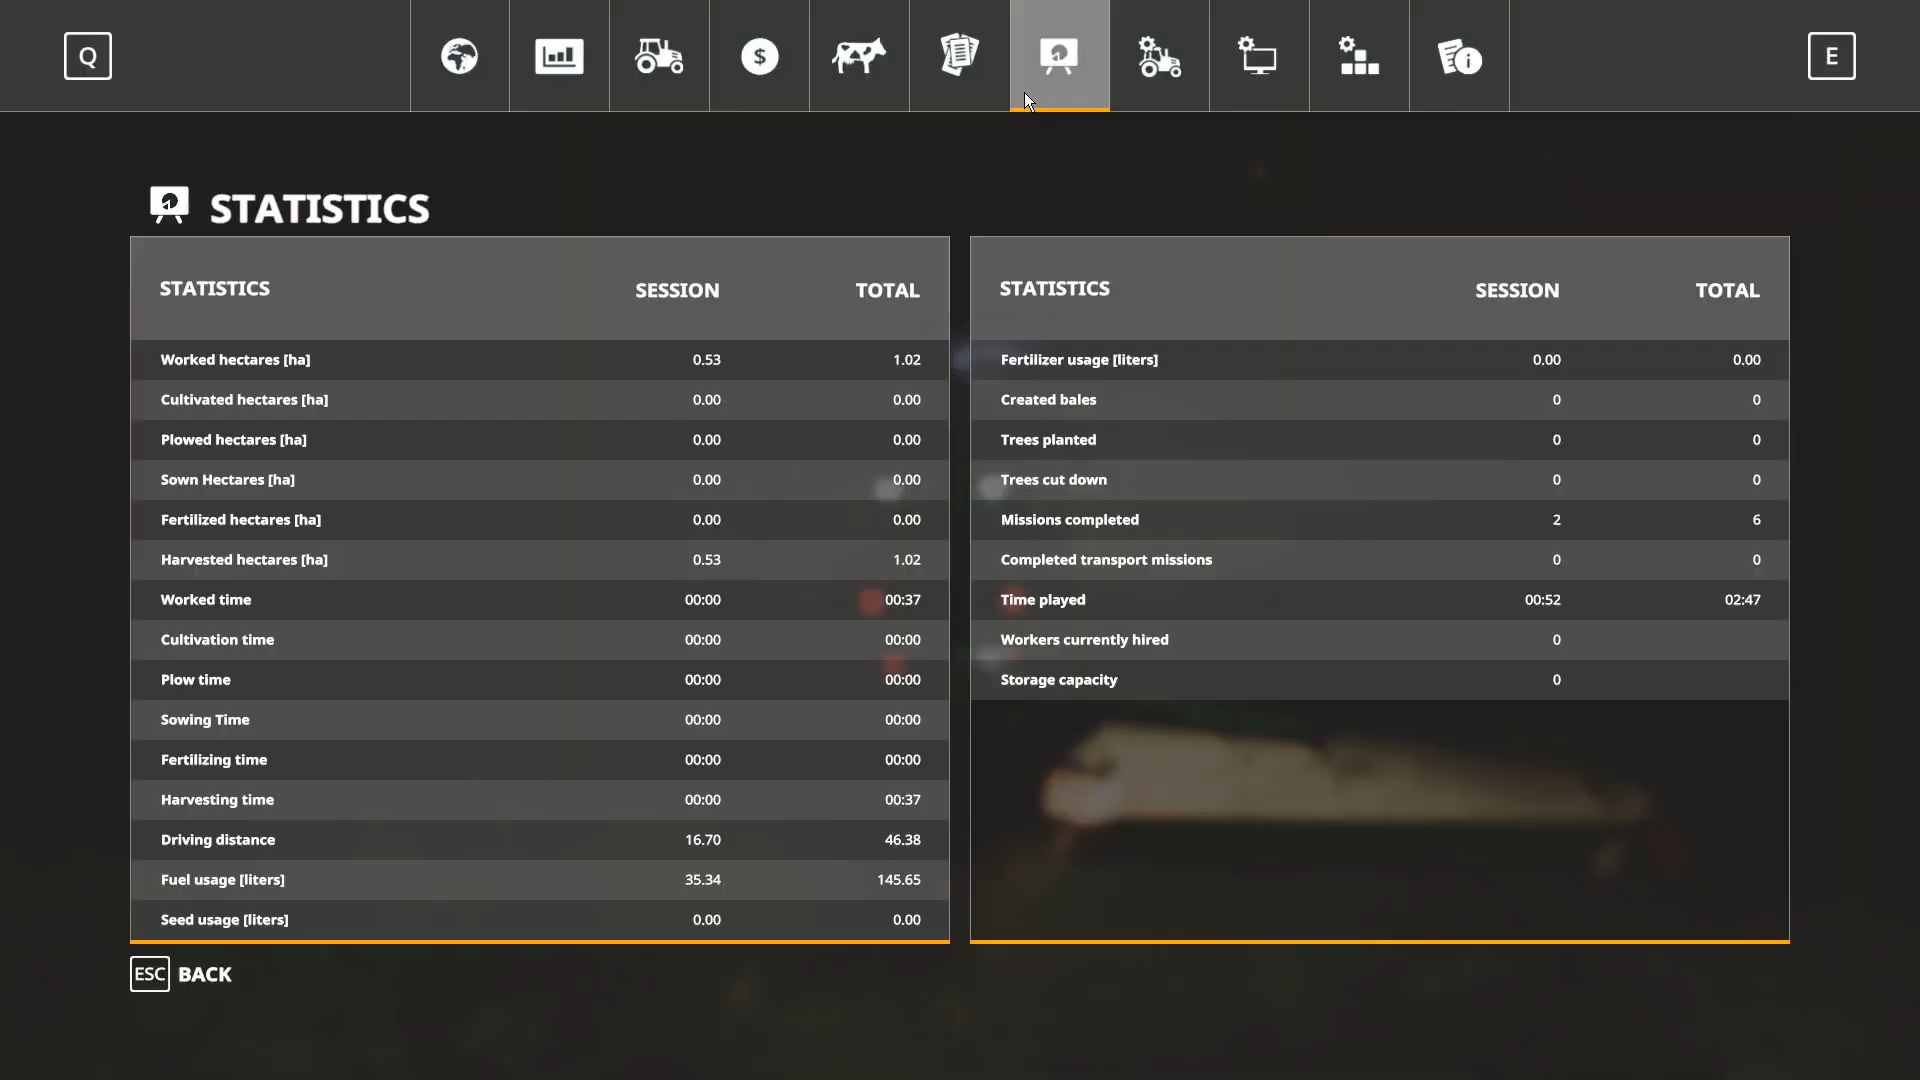 Q
$
E
STATISTICS
STATISTICS SESSION TOTAL
Worked hectares [ha] 0.53 1.02
Cultivated hectares [ha] 0.00 0.00
Plowed hectares [ha] 0.00 0.00
Sown Hectares [ha] 0.00 0.00
Fertilized hectares [ha] 0.00 0.00
Harvested hectares [ha] 0.53 1.02
Worked time 00:00 00:37
Cultivation time 00:00 00:00
Plow time 00:00 00:00
Sowing Time 00:00 00:00
Fertilizing time 00:00 00:00
Harvesting time 00:00 00:37
Driving distance 16.70 46.38
Fuel usage [liters] 35.34 145.65
Seed usage [liters] 0.00 0.00
STATISTICS SESSION TOTAL
Fertilizer usage [liters] 0.00 0.00
Created bales 0 0
Trees planted 0 0
Trees cut down 0 0
Missions completed 2 6
Completed transport missions 0 0
Time played 00:52 02:47
Workers currently hired 0
Storage capacity 0
ESC BACK